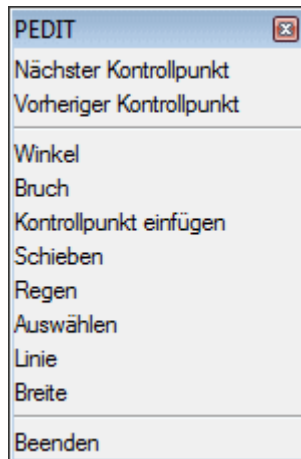 PEDIT
Nächster Kontrollpunkt
Vorheriger Kontrollpunkt
Winkel
Bruch
Kontrollpunkt einfügen
Schieben
Regen
Auswählen
Linie
Breite
Beenden